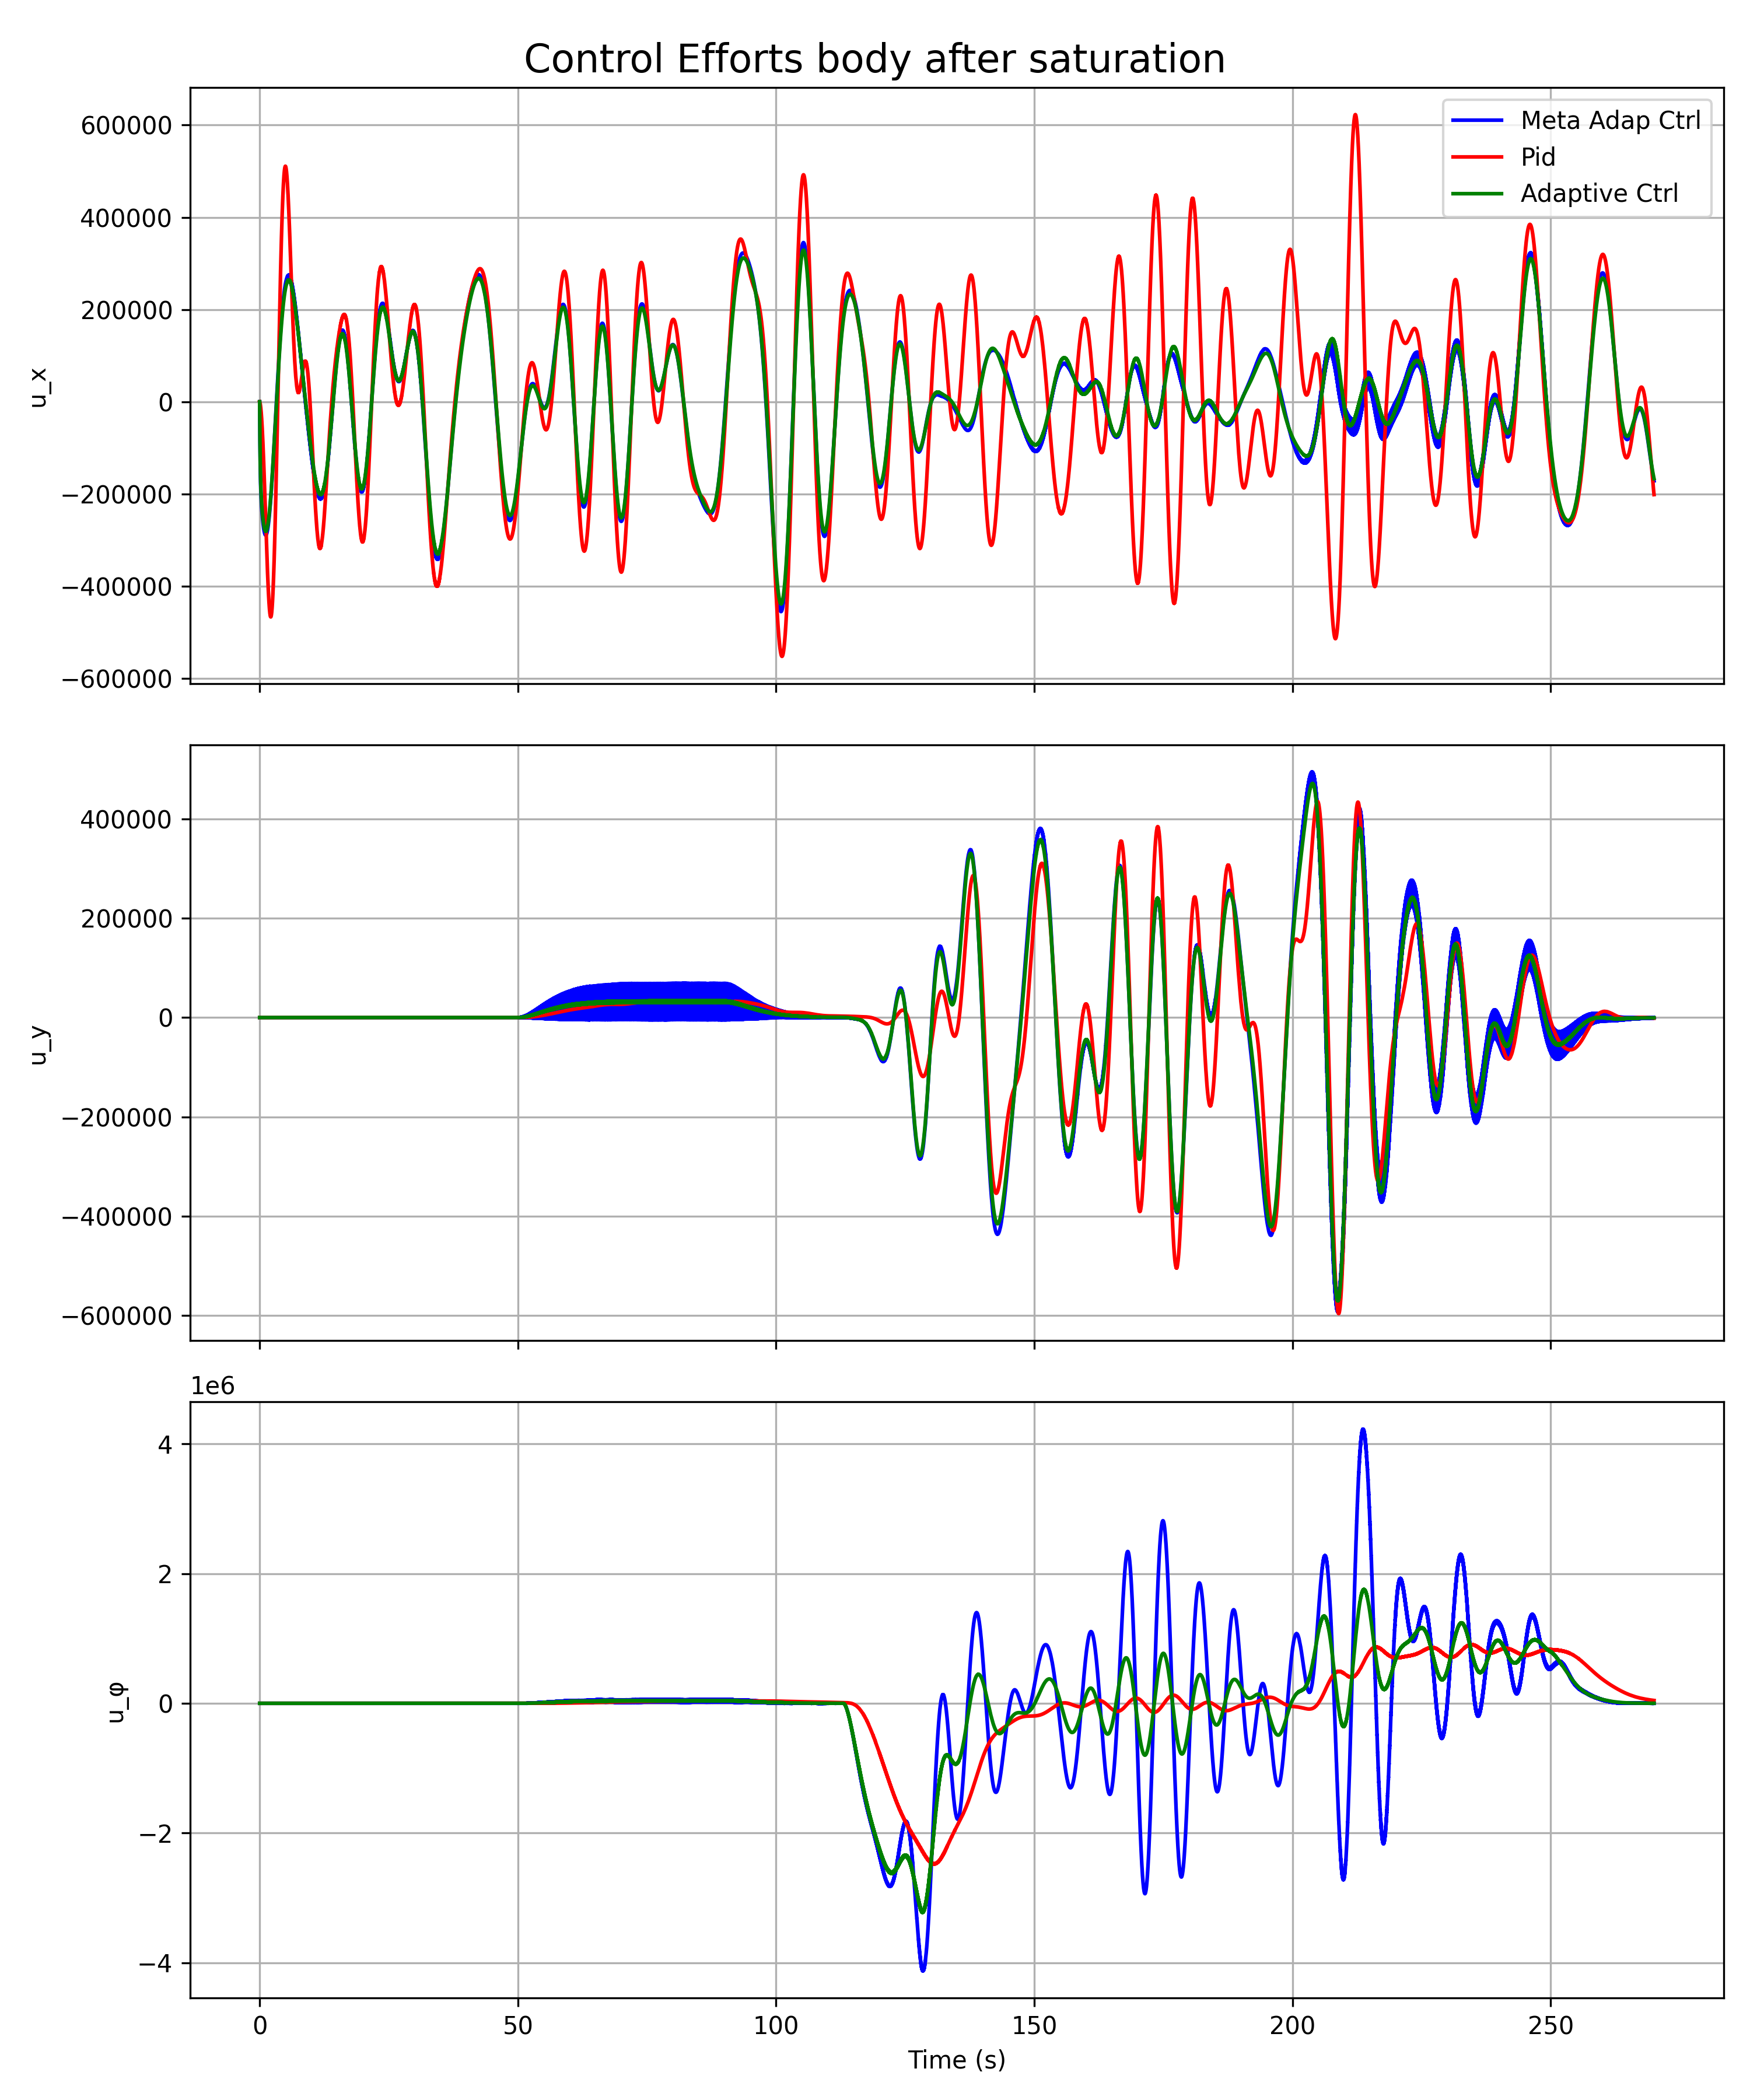 Control Efforts body after saturation
600000
400000
200000
0
−200000
−400000
−600000
u_x
Meta Adap Ctrl
Pid
Adaptive Ctrl
400000
200000
0
−200000
−400000
−600000
u_y
1e6
4
2
0
−2
−4
u_φ
0 50 100 150 200 250
Time (s)